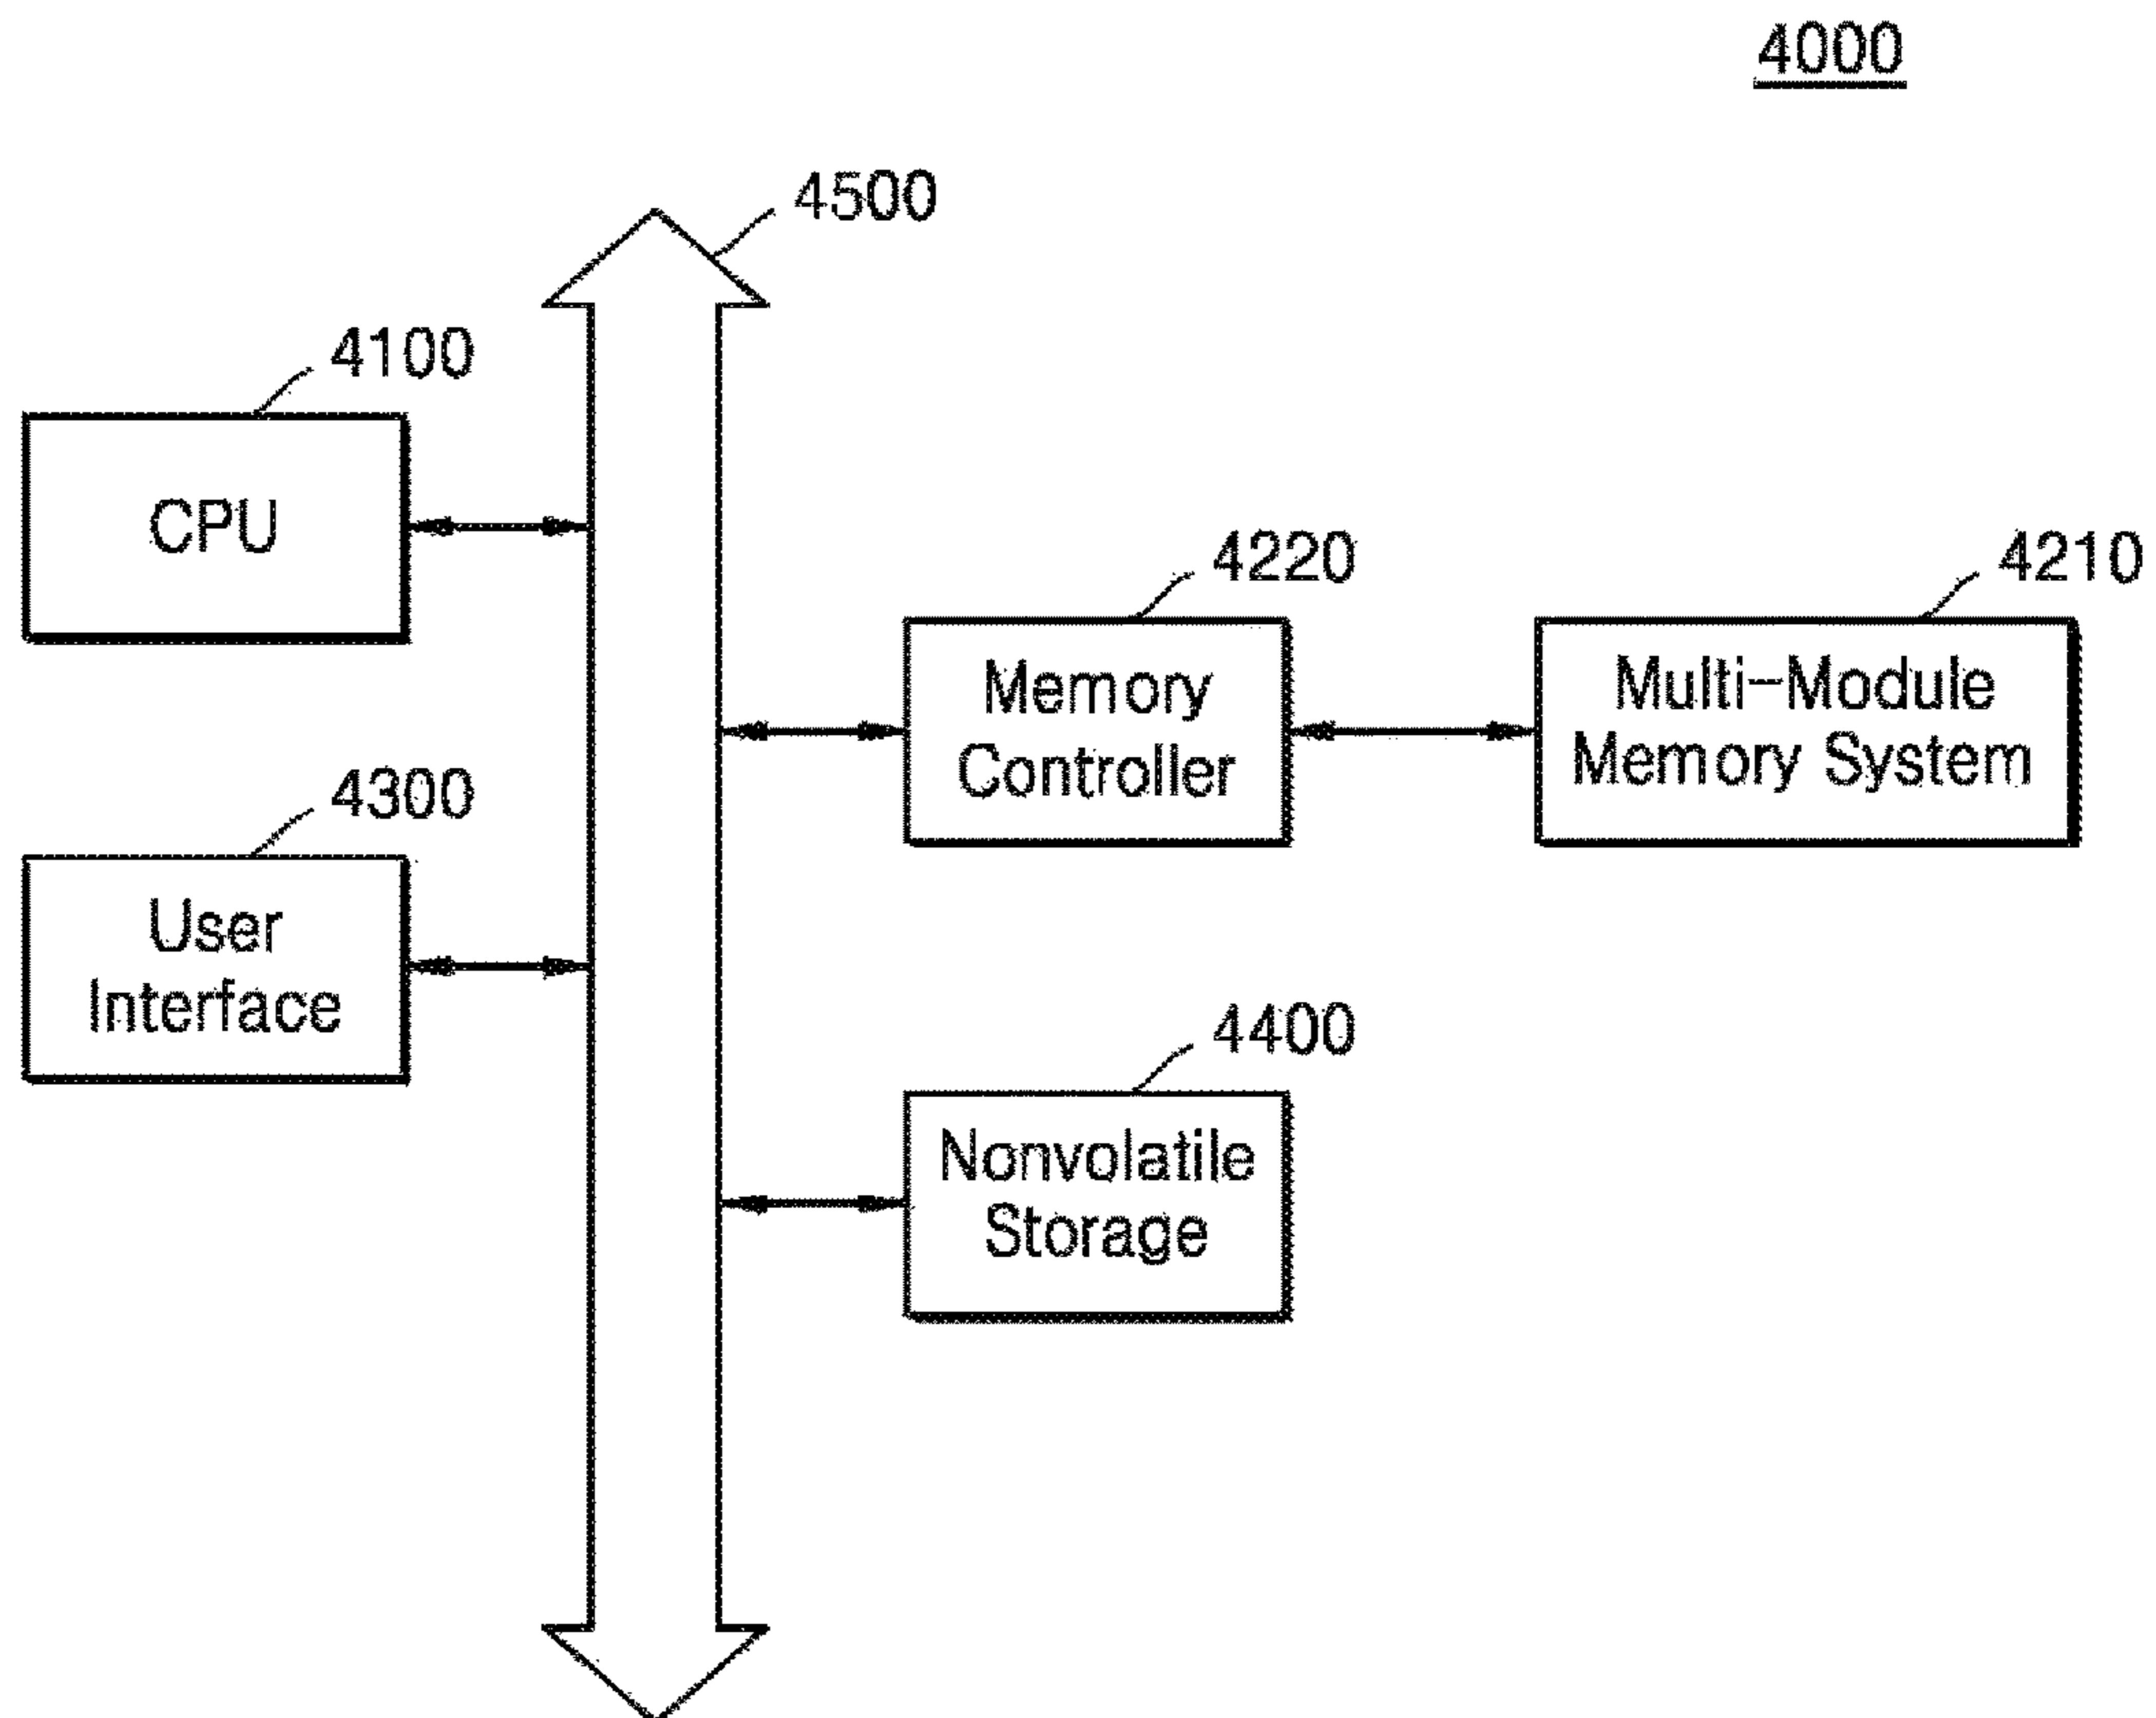 4000
4500
4100
CPU
4220
4210
Memory
Controller
Multi-Module
Memory System
4300
User
Interface
4400
Nonvolatile
Storage